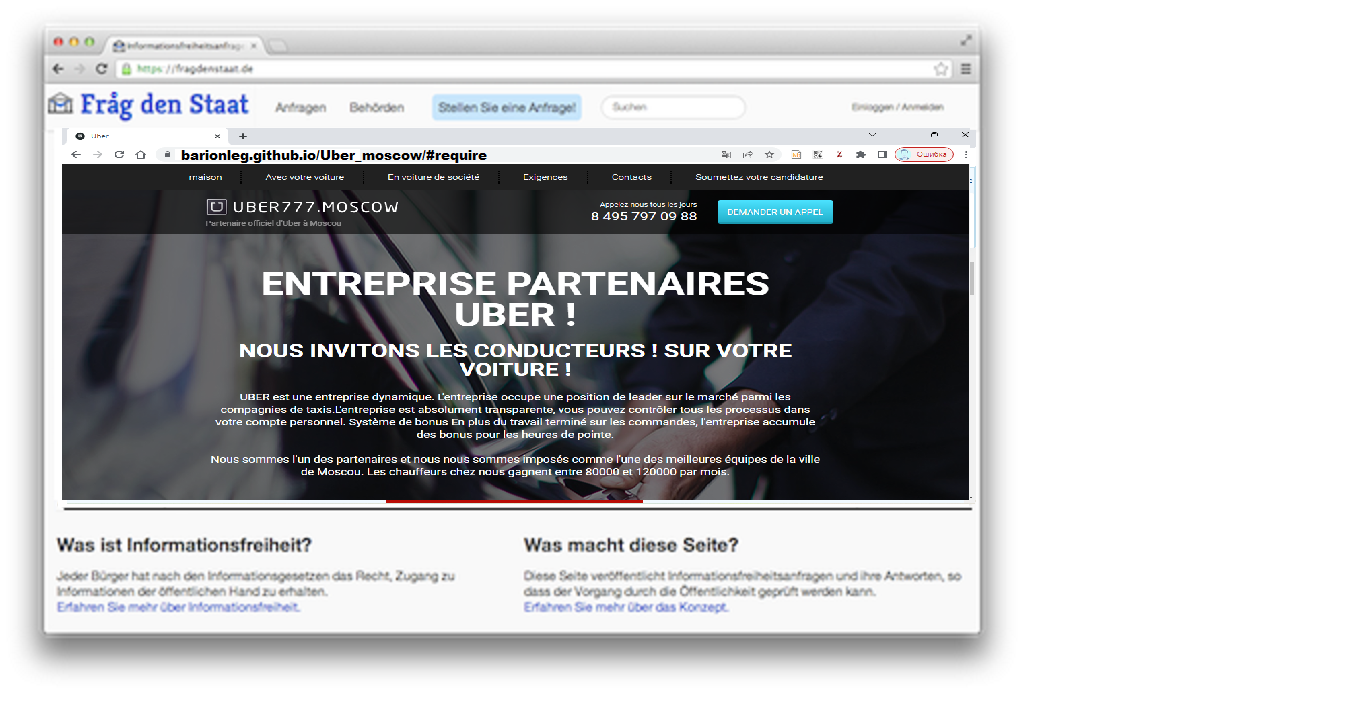 Informationsfreiheitsanfrage
https://fragdenstaat.de
Fråg den Staat
Anfragen
Behörden
Stellen Sie eine Anfrage!
Suchen
Einloggen / Anmelden
Uber
barionleg.github.io/Uber_moscow/#require
Ошибка
maison
Avec votre voiture
En voiture de société
Exigences
Contacts
Soumettez votre candidature
UBER777.MOSCOW
Partenaire officiel d'Uber à Moscou
Appelez nous tous les jours
8 495 797 09 88
DEMANDER UN APPEL
ENTREPRISE PARTENAIRES
UBER !
NOUS INVITONS LES CONDUCTEURS ! SUR VOTRE
VOITURE !
UBER est une entreprise dynamique. L'entreprise occupe une position de leader sur le marché parmi les
compagnies de taxis.L'entreprise est absolument transparente, vous pouvez contrôler tous les processus dans
votre compte personnel. Système de bonus En plus du travail terminé sur les commandes, l'entreprise accumule
des bonus pour les heures de pointe.
Nous sommes l'un des partenaires et nous nous sommes imposés comme l'une des meilleures équipes de la ville
de Moscou. Les chauffeurs chez nous gagnent entre 80000 et 120000 par mois.
Was ist Informationsfreiheit?
Jeder Bürger hat nach den Informationsgesetzen das Recht, Zugang zu
Informationen der öffentlichen Hand zu erhalten.
Erfahren Sie mehr über Informationsfreiheit.
Was macht diese Seite?
Diese Seite veröffentlicht Informationsfreiheitsanfragen und ihre Antworten, so
dass der Vorgang durch die Öffentlichkeit geprüft werden kann.
Erfahren Sie mehr über das Konzept.